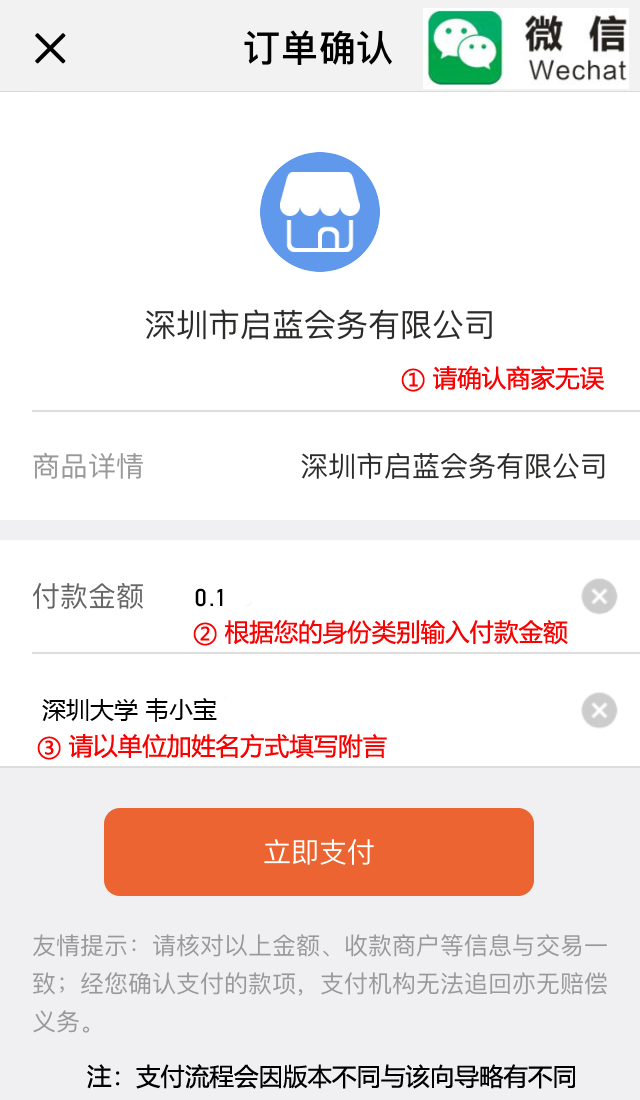 订单确认
微 信
Wechat
深圳市启蓝会务有限公司
① 请确认商家无误
商品详情 深圳市启蓝会务有限公司
付款金额 0.1
② 根据您的身份类别输入付款金额
深圳大学 韦小宝
③ 请以单位加姓名方式填写附言
立即支付
友情提示：请核对以上金额、收款商户等信息与交易一
致；经您确认支付的款项，支付机构无法追回亦无赔偿
义务。
注：支付流程会因版本不同与该向导略有不同